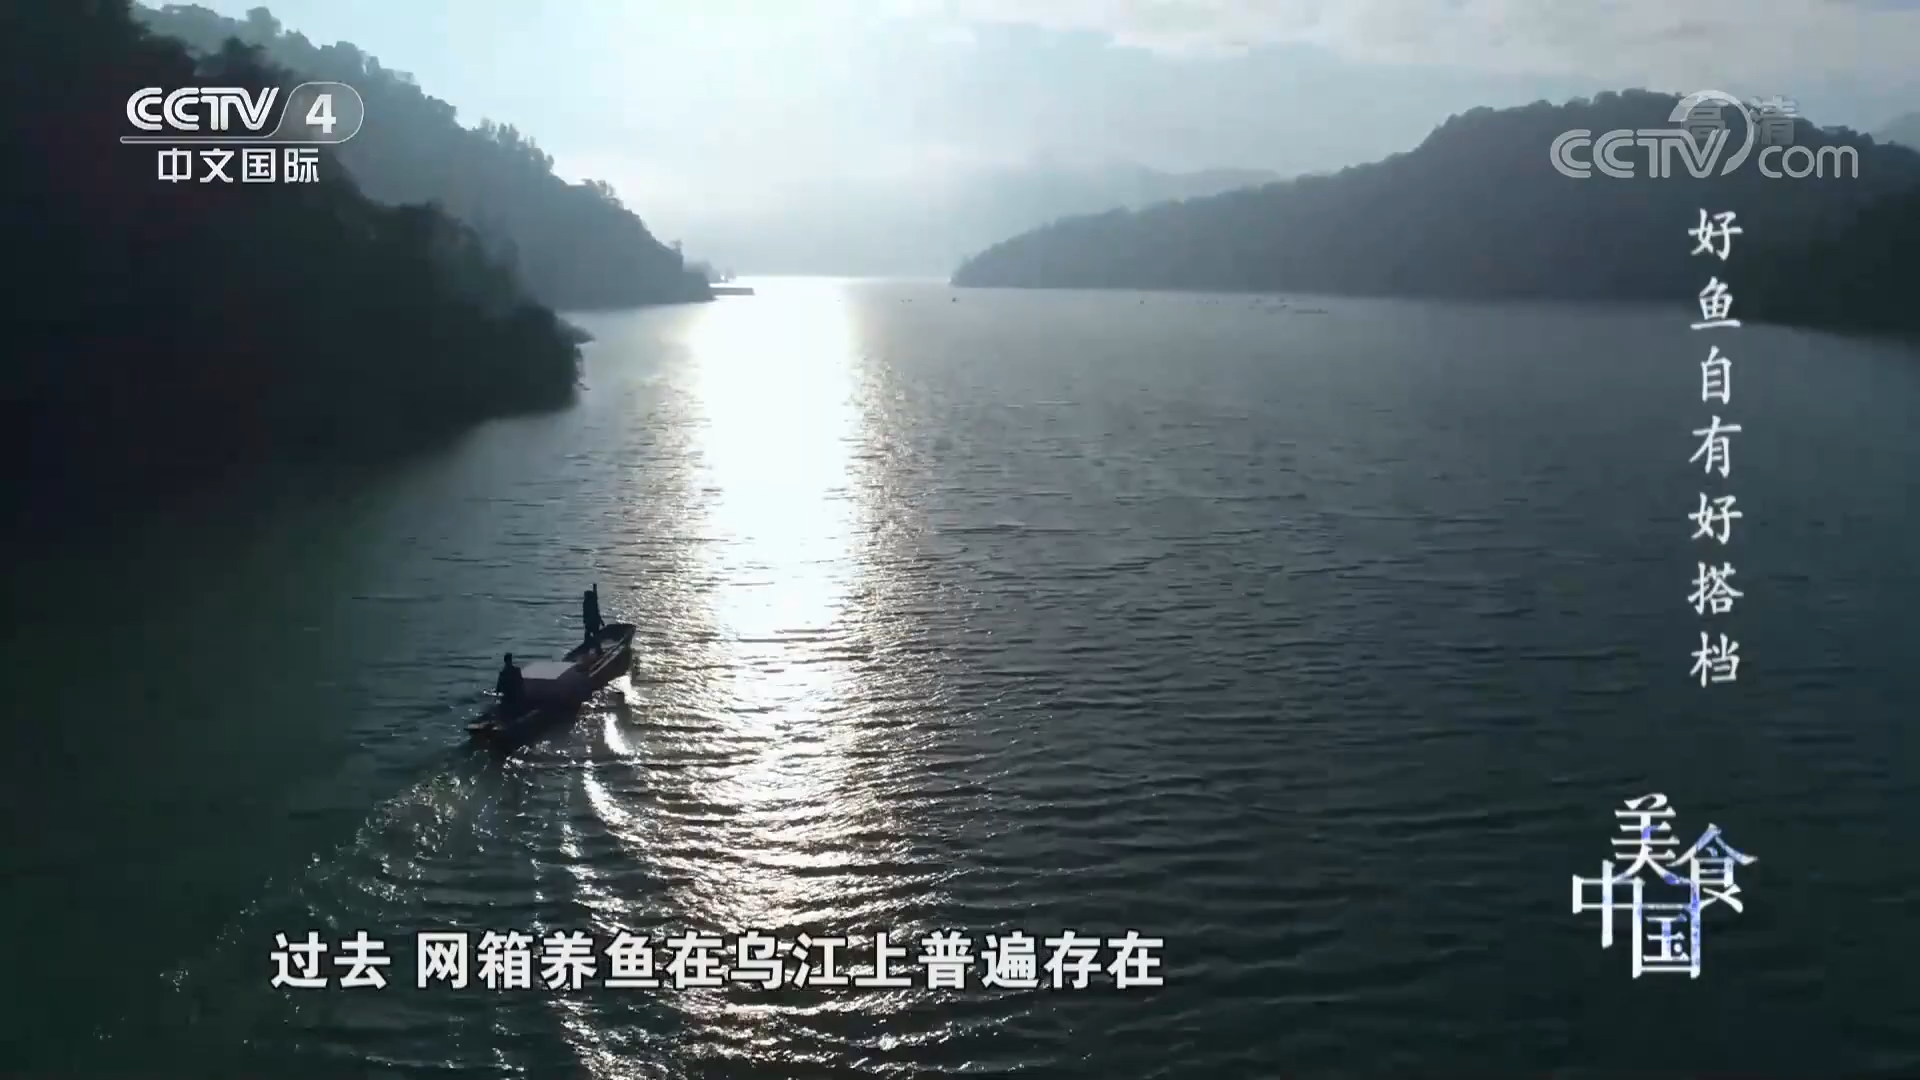 CCTV 4
中文国际
高清
CCTV.com
好鱼自有好搭档
美食中国
过去 网箱养鱼在乌江上普遍存在